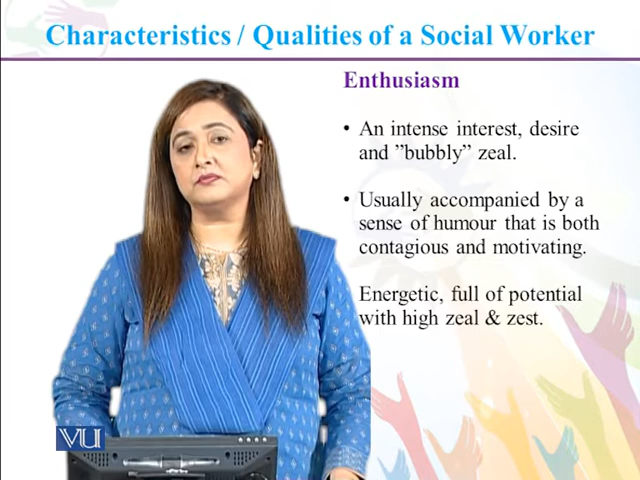 Characteristics / Qualities of a Social Worker
Enthusiasm
• An intense interest, desire
and ”bubbly” zeal.
• Usually accompanied by a
sense of humour that is both
contagious and motivating.
Energetic, full of potential
with high zeal & zest.
VU